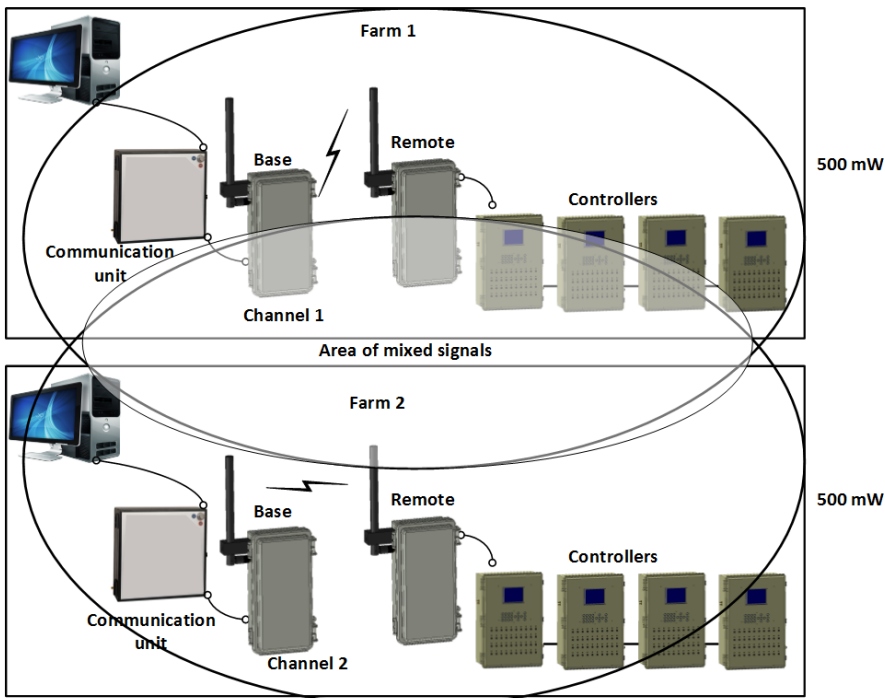 Farm 1
Base
Remote
500 mW
Controllers
Communication
unit
Channel 1
Area of mixed signals
Farm 2
Base
Remote
500 mW
Controllers
Communication
unit
Channel 2